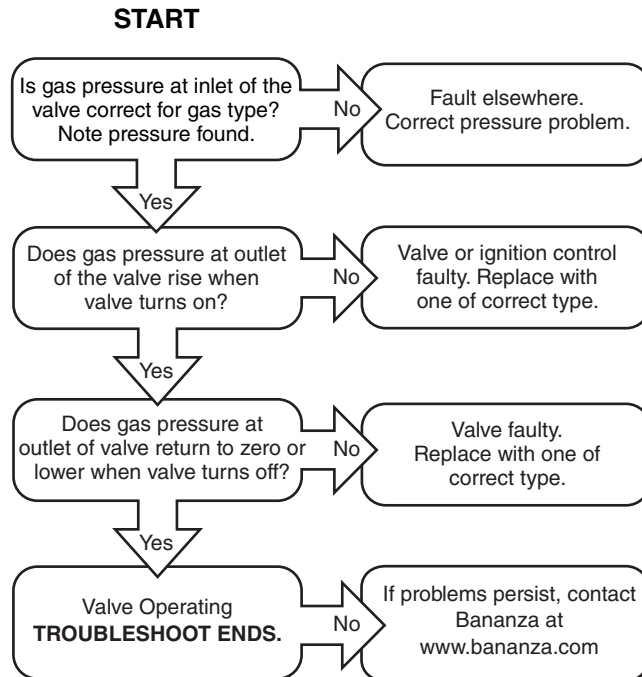 START
Is gas pressure at inlet of the
valve correct for gas type?
Note pressure found.
No
Fault elsewhere.
Correct pressure problem.
Yes
Does gas pressure at outlet
of the valve rise when
valve turns on?
No
Valve or ignition control
faulty. Replace with
one of correct type.
Yes
Does gas pressure at
outlet of valve return to zero or
lower when valve turns off?
No
Valve faulty.
Replace with one of
correct type.
Yes
Valve Operating
TROUBLESHOOT ENDS.
No
If problems persist, contact
Bananza at
www.bananza.com